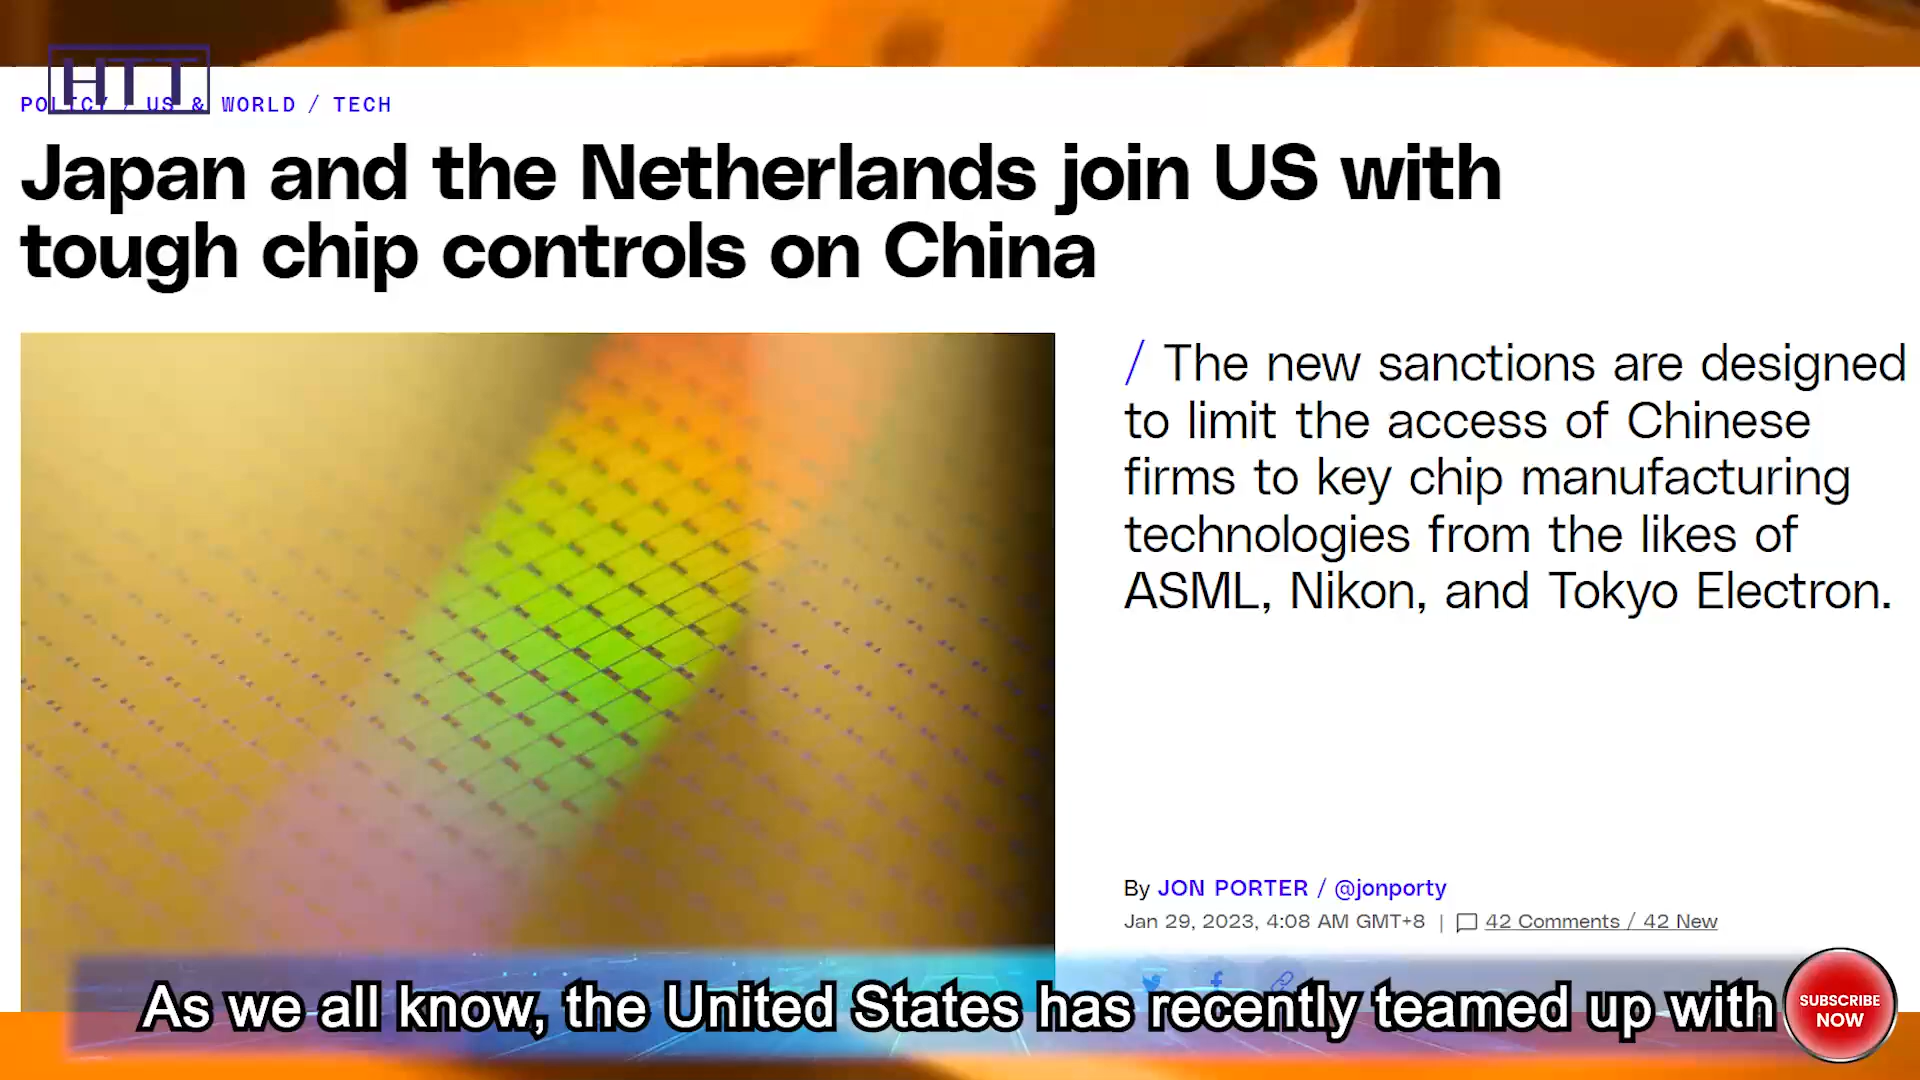 HTT
POLICY / US & WORLD / TECH
Japan and the Netherlands join US with
tough chip controls on China
/ The new sanctions are designed
to limit the access of Chinese
firms to key chip manufacturing
technologies from the likes of
ASML, Nikon, and Tokyo Electron.
By JON PORTER / @jonporty
Jan 29, 2023, 4:08 AM GMT+8 | 42 Comments / 42 New
As we all know, the United States has recently teamed up with
SUBSCRIBE
NOW